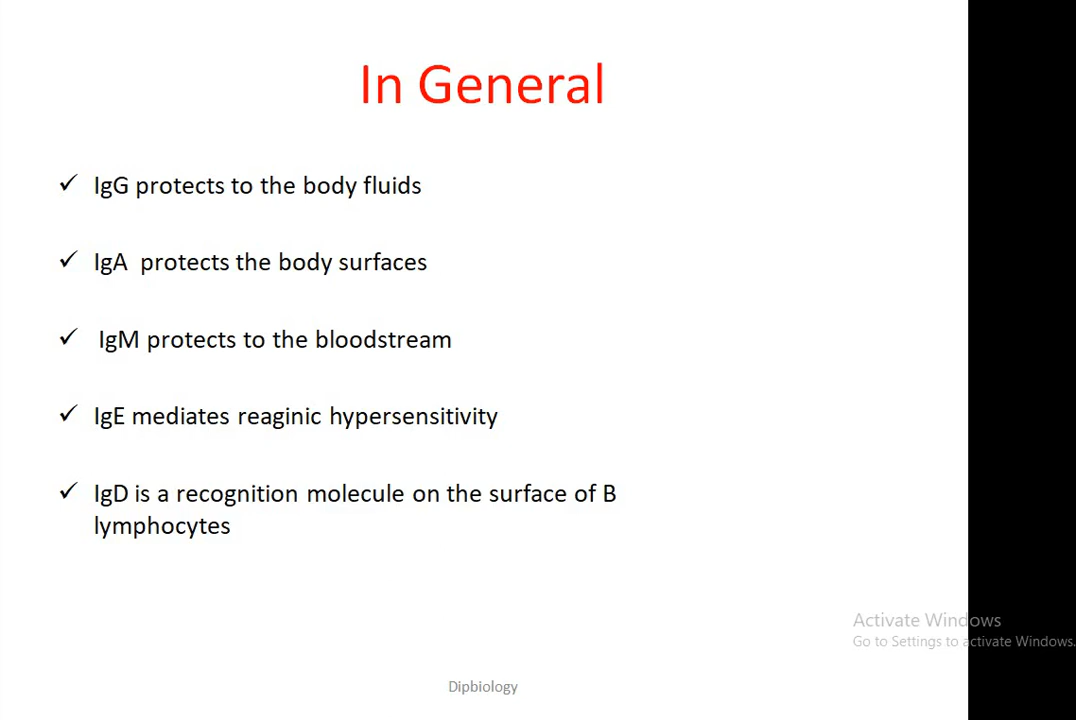 In General
✓ IgG protects to the body fluids
✓ IgA  protects the body surfaces
✓ IgM protects to the bloodstream
✓ IgE mediates reaginic hypersensitivity
✓ IgD is a recognition molecule on the surface of B
lymphocytes
Activate Windows
Go to Settings to activate Windows.
Dipbiology